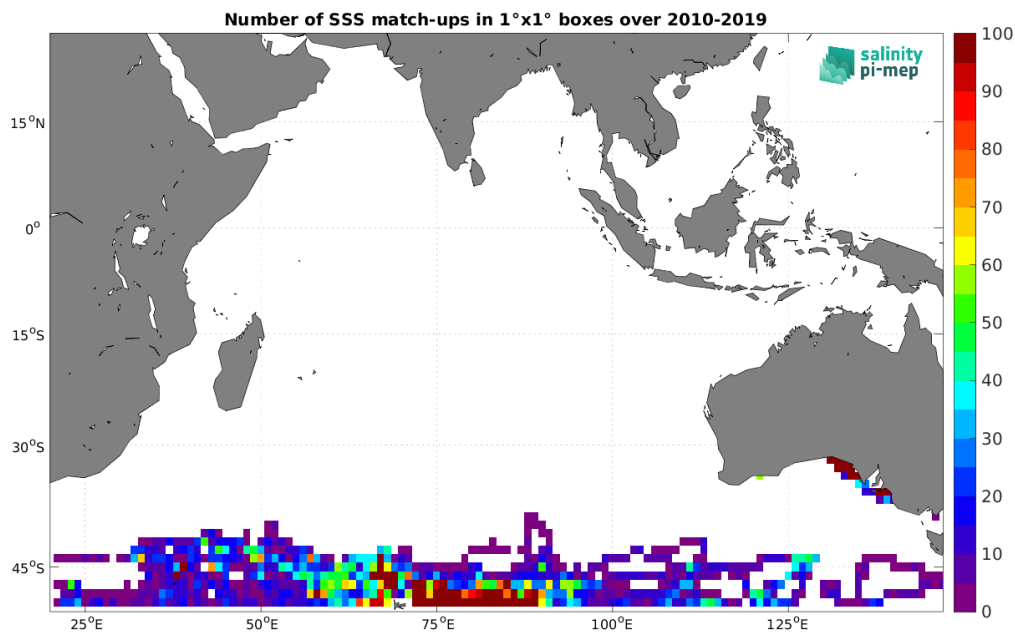 Number of SSS match-ups in 1°x1° boxes over 2010-2019
salinity
pi-mep
15°N
0°
15°S
30°S
45°S
25°E
50°E
75°E
100°E
125°E
100
90
80
70
60
50
40
30
20
10
0